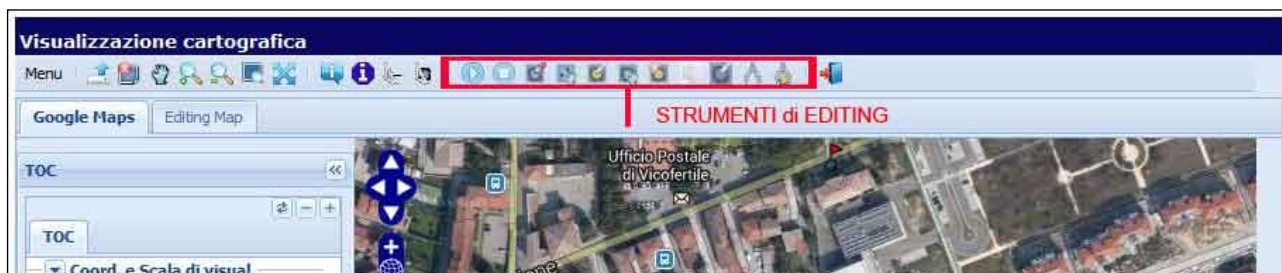 Visualizzazione cartografica
Menu
STRUMENTI di EDITING
Google Maps
Editing Map
TOC
Ufficio Postale
di Vicofertile
TOC
Coord. e Scala di visual